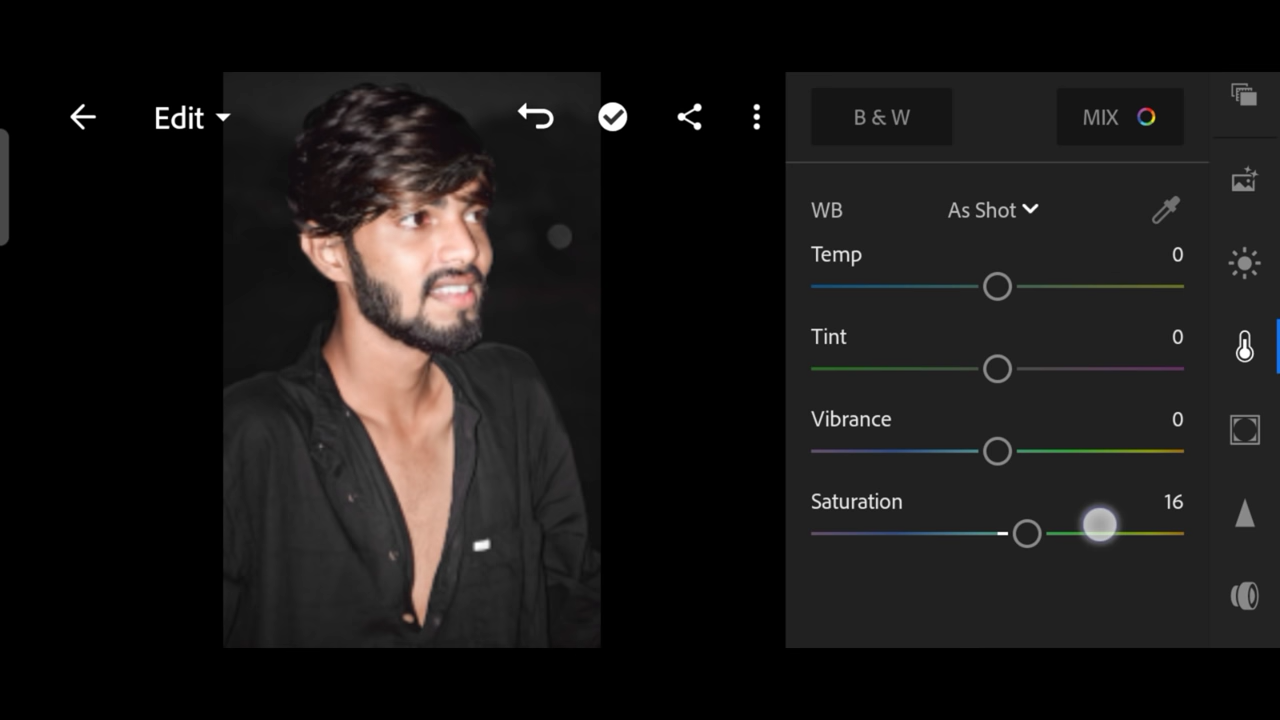 Edit
B & W
MIX
WB
As Shot
Temp
0
Tint
0
Vibrance
0
Saturation
16